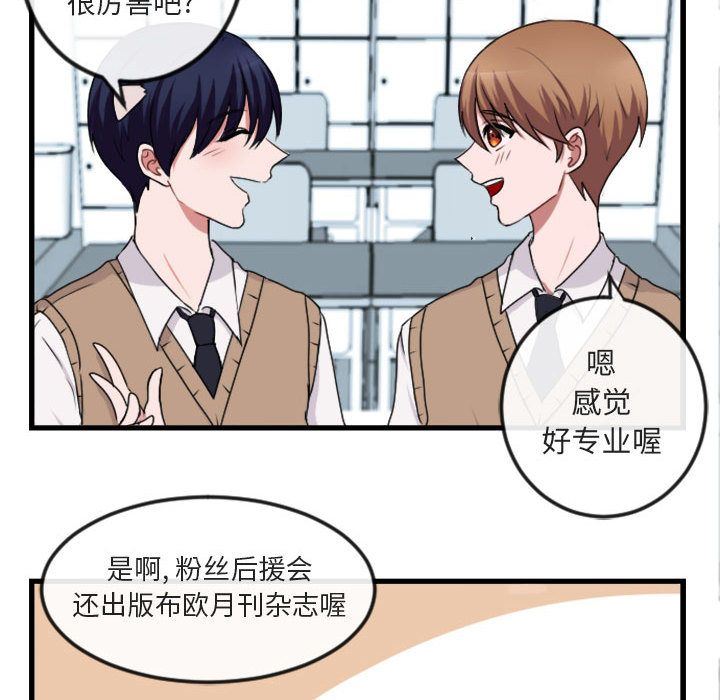 很厉害吧?
嗯
感觉
好专业喔
是啊, 粉丝后援会
还出版布欧月刊杂志喔